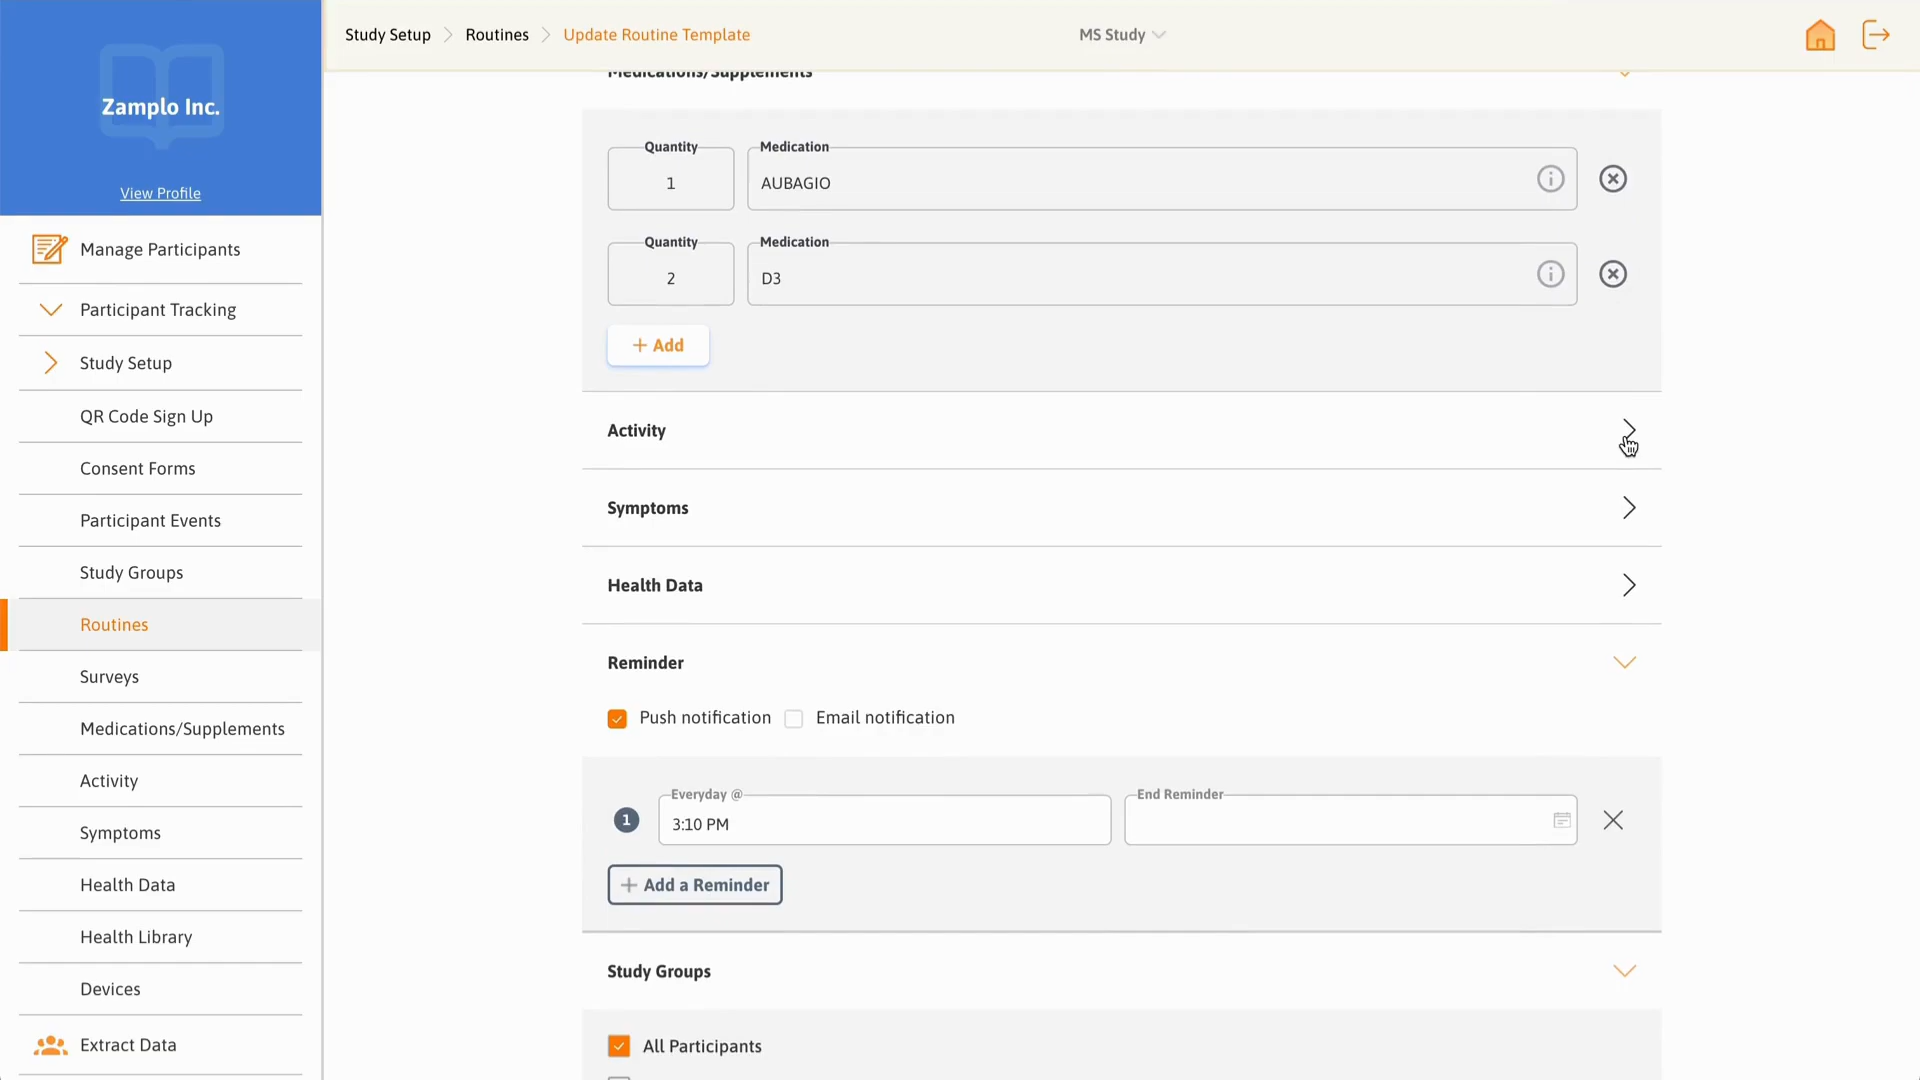 Zamplo Inc.
View Profile
Manage Participants
Participant Tracking
Study Setup
QR Code Sign Up
Consent Forms
Participant Events
Study Groups
Routines
Surveys
Medications/Supplements
Activity
Symptoms
Health Data
Health Library
Devices
Extract Data
Study Setup Routines Update Routine Template
MS Study
Medications/Supplements
Quantity Medication
1 AUBAGIO
Quantity Medication
2 D3
+ Add
Activity
Symptoms
Health Data
Reminder
Push notification Email notification
Everyday @ End Reminder
1 3:10 PM
+ Add a Reminder
Study Groups
All Participants